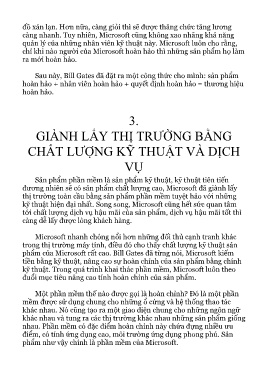 đồ xán lạn. Hơn nữa, càng giỏi thì sẽ được thăng chức tăng lương
càng nhanh. Tuy nhiên, Microsoft cũng không xao nhãng khả năng
quản lý của những nhân viên kỹ thuật này. Microsoft luôn cho rằng,
chỉ khi nào người của Microsoft hoàn hảo thì những sản phẩm họ làm
ra mới hoàn hảo.
Sau này, Bill Gates đã đặt ra một công thức cho mình: sản phẩm
hoàn hảo + nhân viên hoàn hảo + quyết định hoàn hảo = thương hiệu
hoàn hảo.
3.
GIÀNH LẤY THỊ TRƯỜNG BẰNG
CHẤT LƯỢNG KỸ THUẬT VÀ DỊCH
VỤ
Sản phẩm phần mềm là sản phẩm kỹ thuật, kỹ thuật tiên tiến
đương nhiên sẽ có sản phẩm chất lượng cao, Microsoft đã giành lấy
thị trường toàn cầu bằng sản phẩm phần mềm tuyệt hảo với những
kỹ thuật hiện đại nhất. Song song, Microsoft cũng hết sức quan tâm
tới chất lượng dịch vụ hậu mãi của sản phẩm, dịch vụ hậu mãi tốt thì
càng dễ lấy được lòng khách hàng.
Microsoft nhanh chóng nổi hơn những đối thủ cạnh tranh khác
trong thị trường máy tính, điều đó cho thấy chất lượng kỹ thuật sản
phẩm của Microsoft rất cao. Bill Gates đã từng nói, Microsoft kiếm
tiền bằng kỹ thuật, nâng cao sự hoàn chỉnh của sản phẩm bằng chính
kỹ thuật. Trong quá trình khai thác phần mềm, Microsoft luôn theo
đuổi mục tiêu nâng cao tính hoàn chỉnh của sản phẩm.
Một phần mềm thế nào được gọi là hoàn chỉnh? Đó là một phần
mềm được sử dụng chung cho những ổ cứng và hệ thống thao tác
khác nhau. Nó cũng tạo ra một giao diện chung cho những ngôn ngữ
khác nhau và tung ra các thị trường khác nhau những sản phẩm giống
nhau. Phần mềm có đặc điểm hoàn chỉnh này chứa đựng nhiều ưu
điểm, có tính ứng dụng cao, môi trường ứng dụng phong phú. Sản
phẩm như vậy chính là phần mềm của Microsoft.